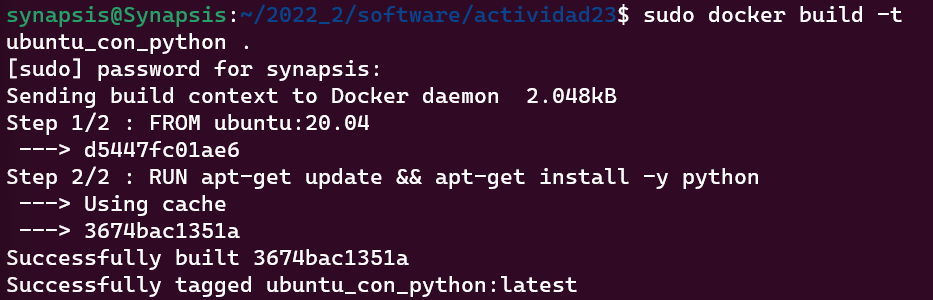 synapsis@Synapsis:~/2022_2/software/actividad23$ sudo docker build -t
ubuntu_con_python .
[sudo] password for synapsis:
Sending build context to Docker daemon  2.048kB
Step 1/2 : FROM ubuntu:20.04
 ---> d5447fc01ae6
Step 2/2 : RUN apt-get update && apt-get install -y python
 ---> Using cache
 ---> 3674bac1351a
Successfully built 3674bac1351a
Successfully tagged ubuntu_con_python:latest